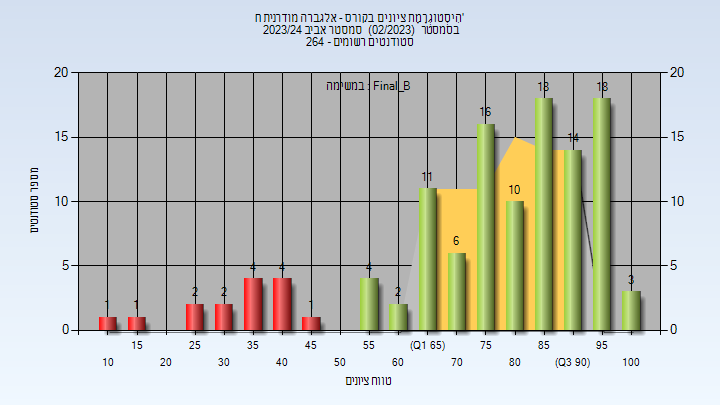 היסטוגרמת ציונים בקורס - אלגברה מודרנית ח'
בסמסטר (02/2023) סמסטר אביב 2023/24
סטודנטים רשומים - 264
במשימה : Final_B
מספר סטודנטים
20 15 10 5 0
20 15 10 5 0
1 1 2 2 4 4 1 4 2 11 6 16 10 18 14 18 3
15 25 35 45 55 (Q1 65) 75 85 95
10 20 30 40 50 60 70 80 (Q3 90) 100
טווח ציונים